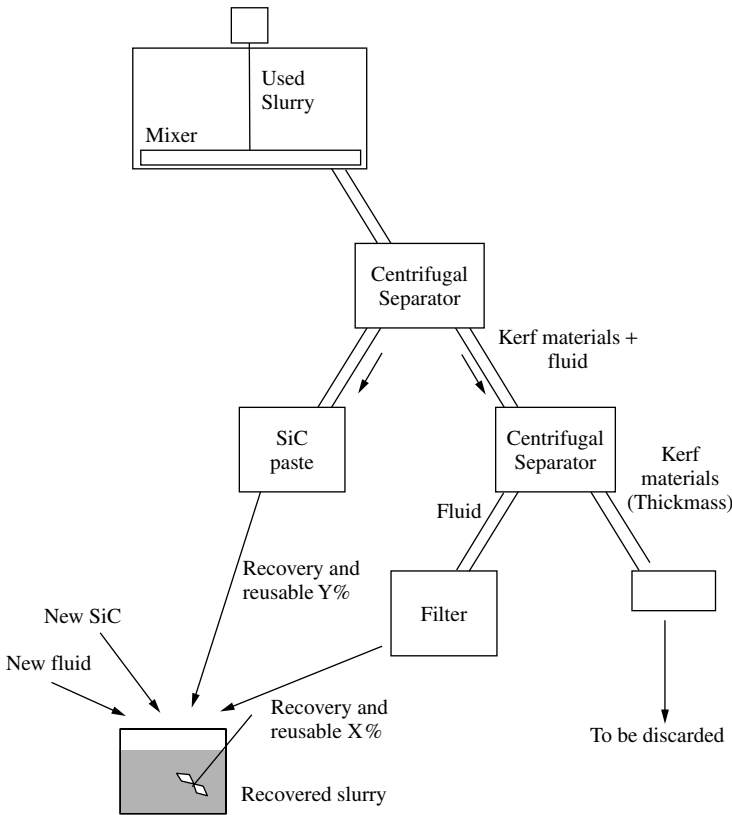 Used
Slurry
Mixer
Centrifugal
Separator
Kerf materials +
fluid
SiC
paste
Centrifugal
Separator
Kerf
materials
(Thickmass)
Fluid
Recovery and
reusable Y%
Filter
New SiC
New fluid
Recovery and
reusable X%
To be discarded
Recovered slurry